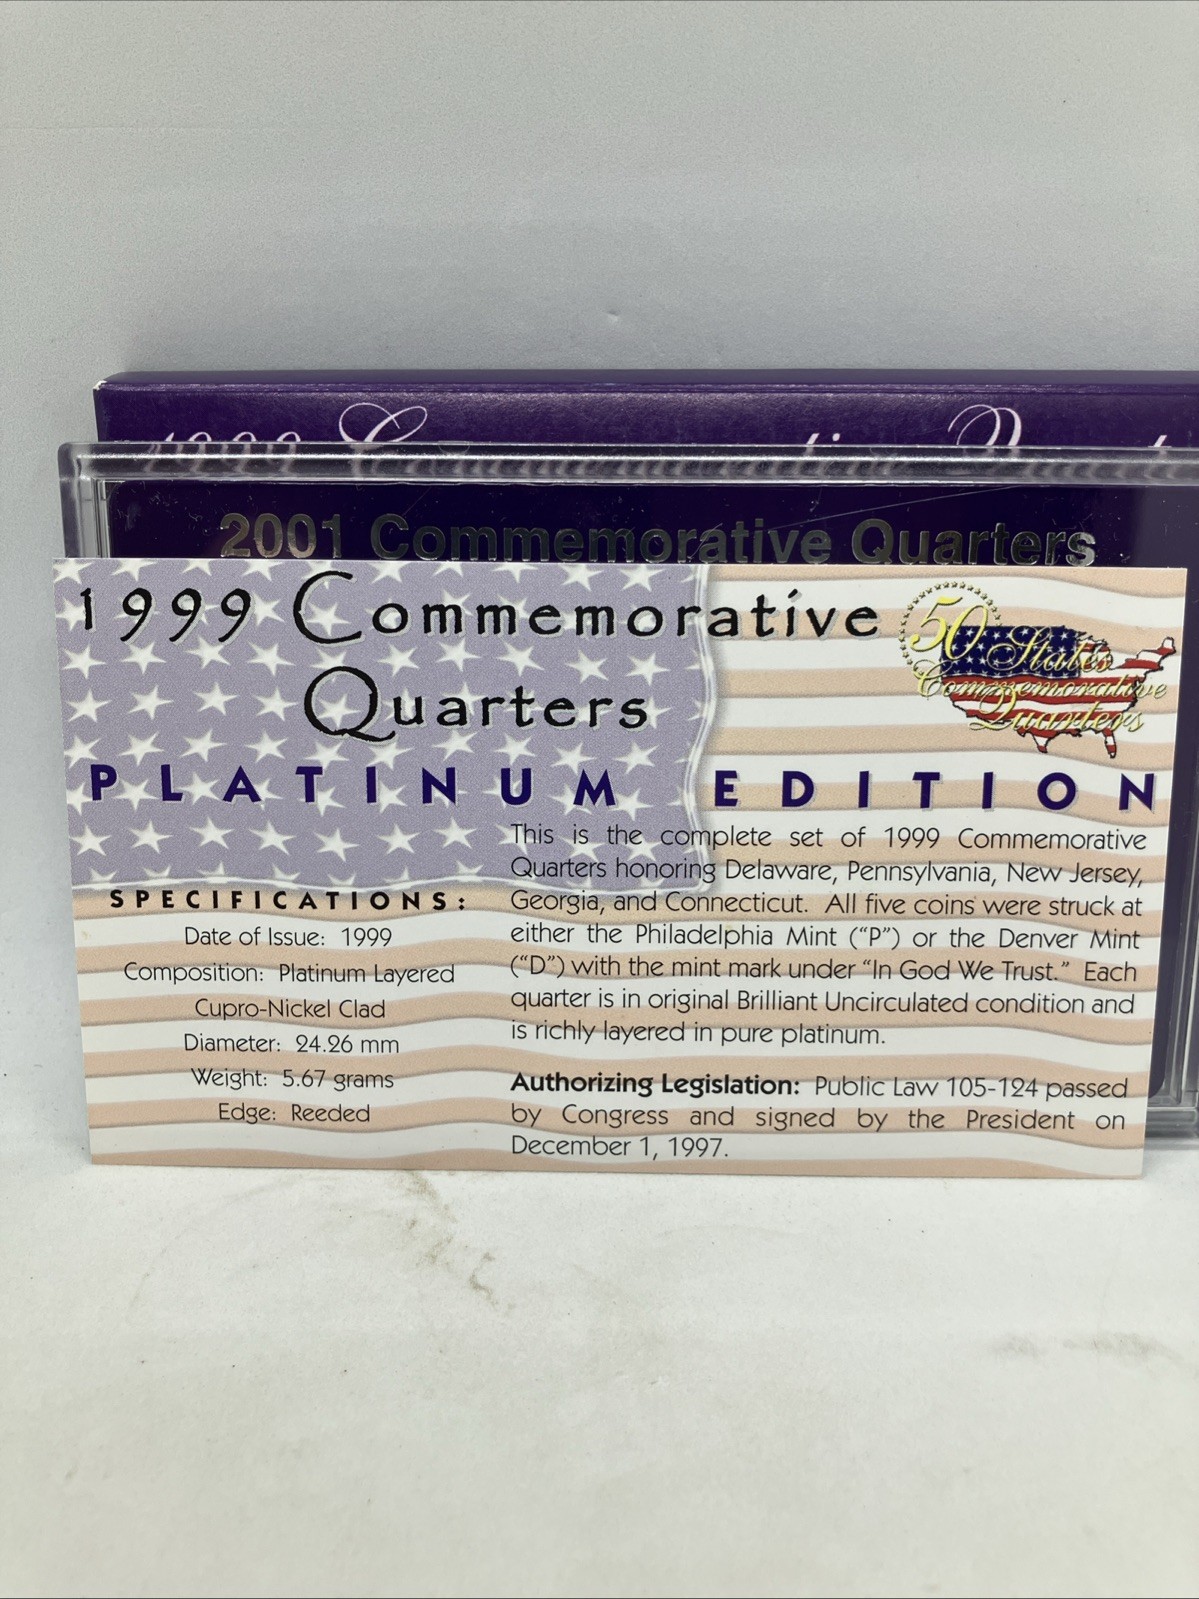 1999 Commemorative
2001 Commemorative Quarters
1999 Commemorative
Quarters
PLATINUM EDITION
50 States
Commemorative
Quarters
SPECIFICATIONS:
Date of Issue: 1999
Composition: Platinum Layered
Cupro-Nickel Clad
Diameter: 24.26 mm
Weight: 5.67 grams
Edge: Reeded
This is the complete set of 1999 Commemorative
Quarters honoring Delaware, Pennsylvania, New Jersey,
Georgia, and Connecticut. All five coins were struck at
either the Philadelphia Mint (“P”) or the Denver Mint
(“D”) with the mint mark under “In God We Trust.” Each
quarter is in original Brilliant Uncirculated condition and
is richly layered in pure platinum.
Authorizing Legislation: Public Law 105-124 passed
by Congress and signed by the President on
December 1, 1997.